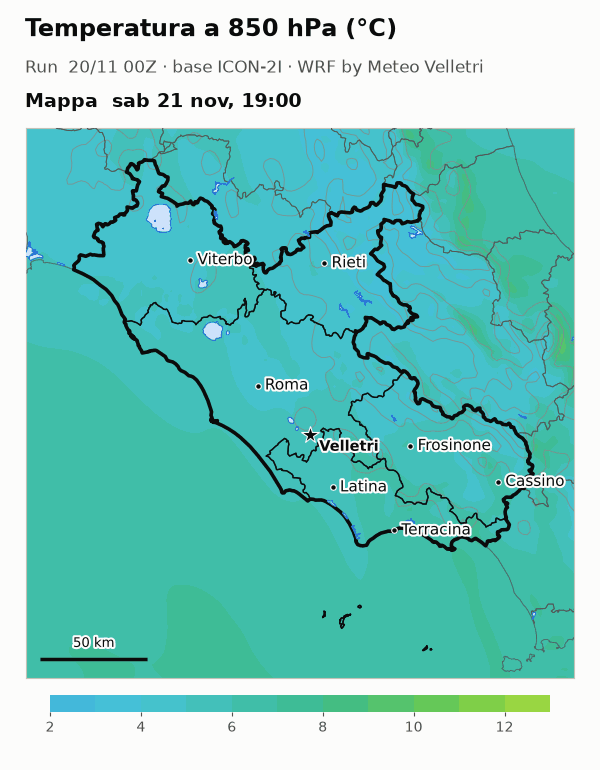 Temperatura a 850 hPa (°C)
Run 20/11 00Z · base ICON-2I · WRF by Meteo Velletri
Mappa sab 21 nov, 19:00
Viterbo
Rieti
Roma
Velletri
Frosinone
Cassino
Latina
Terracina
50 km
2 4 6 8 10 12